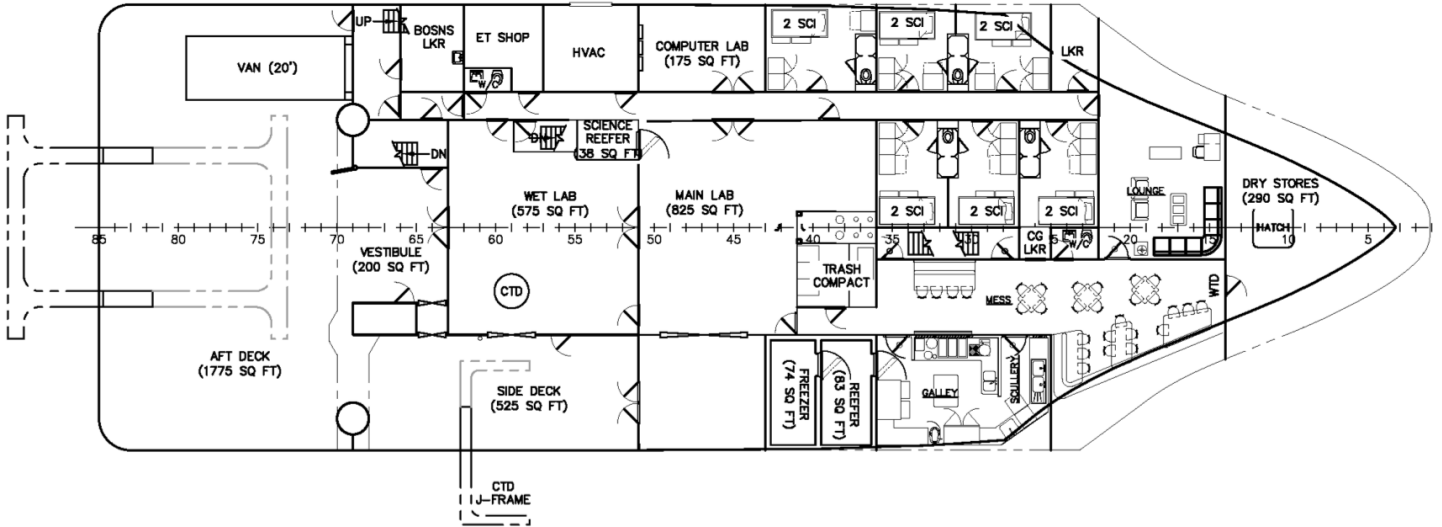 UP
BOSNS
LKR
ET SHOP
HVAC
COMPUTER LAB
(175 SQ FT)
2 SCI
2 SCI
2 SCI
LKR
VAN (20')
W/C
DN
DN
SCIENCE
REEFER
(38 SQ FT)
WET LAB
(575 SQ FT)
MAIN LAB
(825 SQ FT)
2 SCI
2 SCI
2 SCI
LOUNGE
DRY STORES
(290 SQ FT)
HATCH
85
80
75
70
65
60
55
50
45
40
35
30
20
15
10
5
VESTIBULE
(200 SQ FT)
CTD
TRASH
COMPACT
CG
LKR
W/C
MESS
WTD
AFT DECK
(1775 SQ FT)
SIDE DECK
(525 SQ FT)
FREEZER
(74 SQ FT)
REEFER
(83 SQ FT)
GALLEY
SCULLERY
CTD
J-FRAME